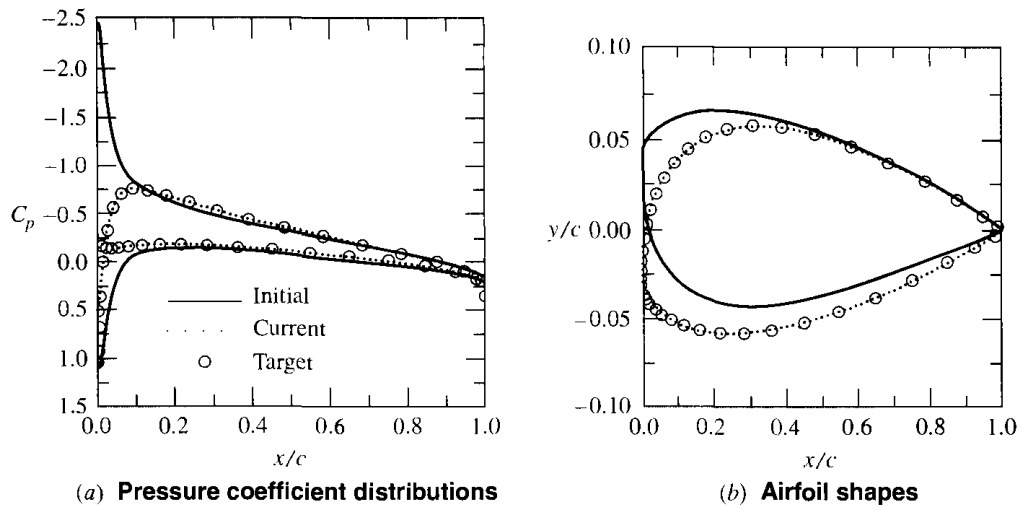 −2.5
−2.0
−1.5
−1.0
C_p −0.5
0.0
0.5
1.0
1.5
0.0 0.2 0.4 0.6 0.8 1.0
x/c
Initial
Current
Target
(a) Pressure coefficient distributions
0.10
0.05
y/c 0.00
−0.05
−0.10
0.0 0.2 0.4 0.6 0.8 1.0
x/c
(b) Airfoil shapes